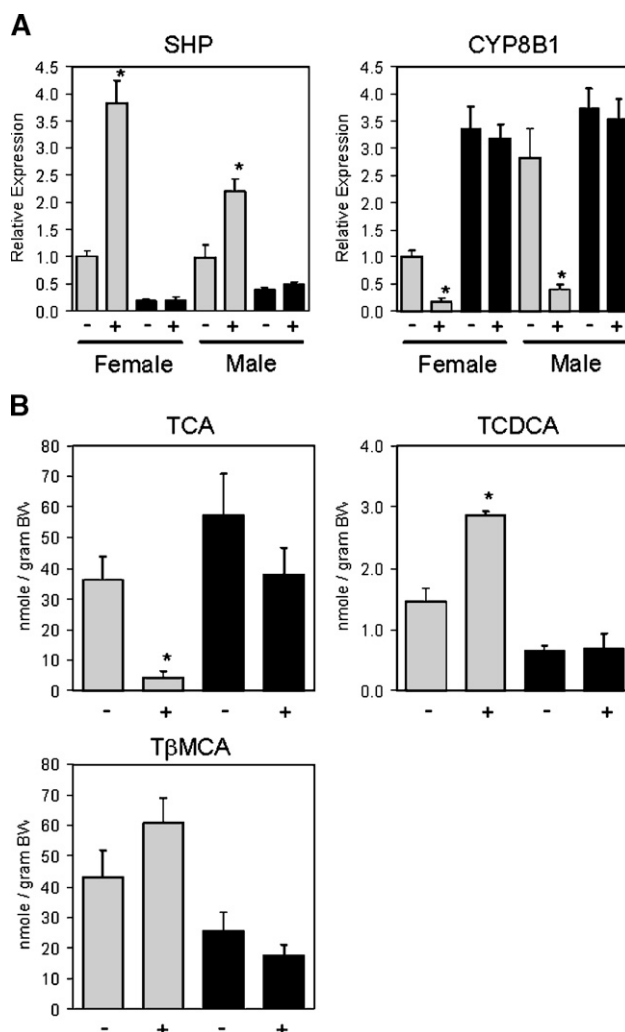 A
SHP
CYP8B1
4.5 4.5
4.0 4.0
3.5 3.5
3.0 3.0
2.5 2.5
2.0 2.0
1.5 1.5
1.0 1.0
0.5 0.5
0.0 0.0
Relative Expression
Relative Expression
* *
* *
- + - + - + - +
- + - + - + - +
Female Male
Female Male
B
TCA
TCDCA
80
70
60
50
40
30
20
10
0
nmole / gram BW
*
- + - +
4.0
3.0
2.0
1.0
0.0
nmole / gram BW
*
- + - +
TβMCA
80
70
60
50
40
30
20
10
0
nmole / gram BW
- + - +